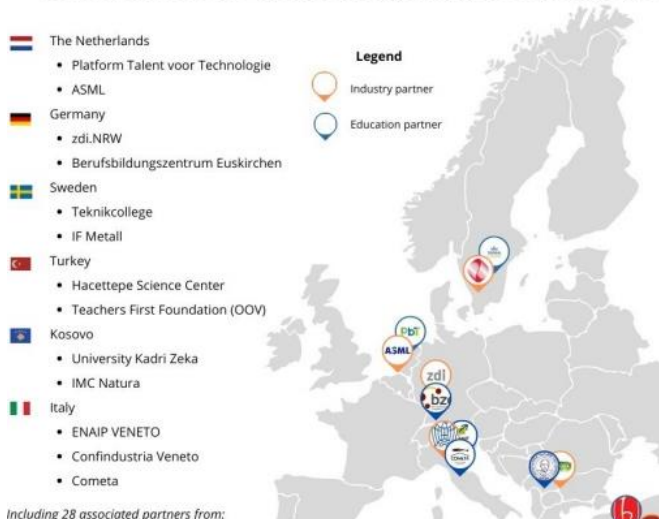 The Netherlands
• Platform Talent voor Technologie
• ASML
Germany
• zdi.NRW
• Berufsbildungszentrum Euskirchen
Sweden
• Teknikcollege
• IF Metall
Turkey
• Hacettepe Science Center
• Teachers First Foundation (OOV)
Kosovo
• University Kadri Zeka
• IMC Natura
Italy
• ENAIP VENETO
• Confindustria Veneto
• Cometa
Including 28 associated partners from:
Legend
Industry partner
Education partner
PbT
ASML
zdi
bze